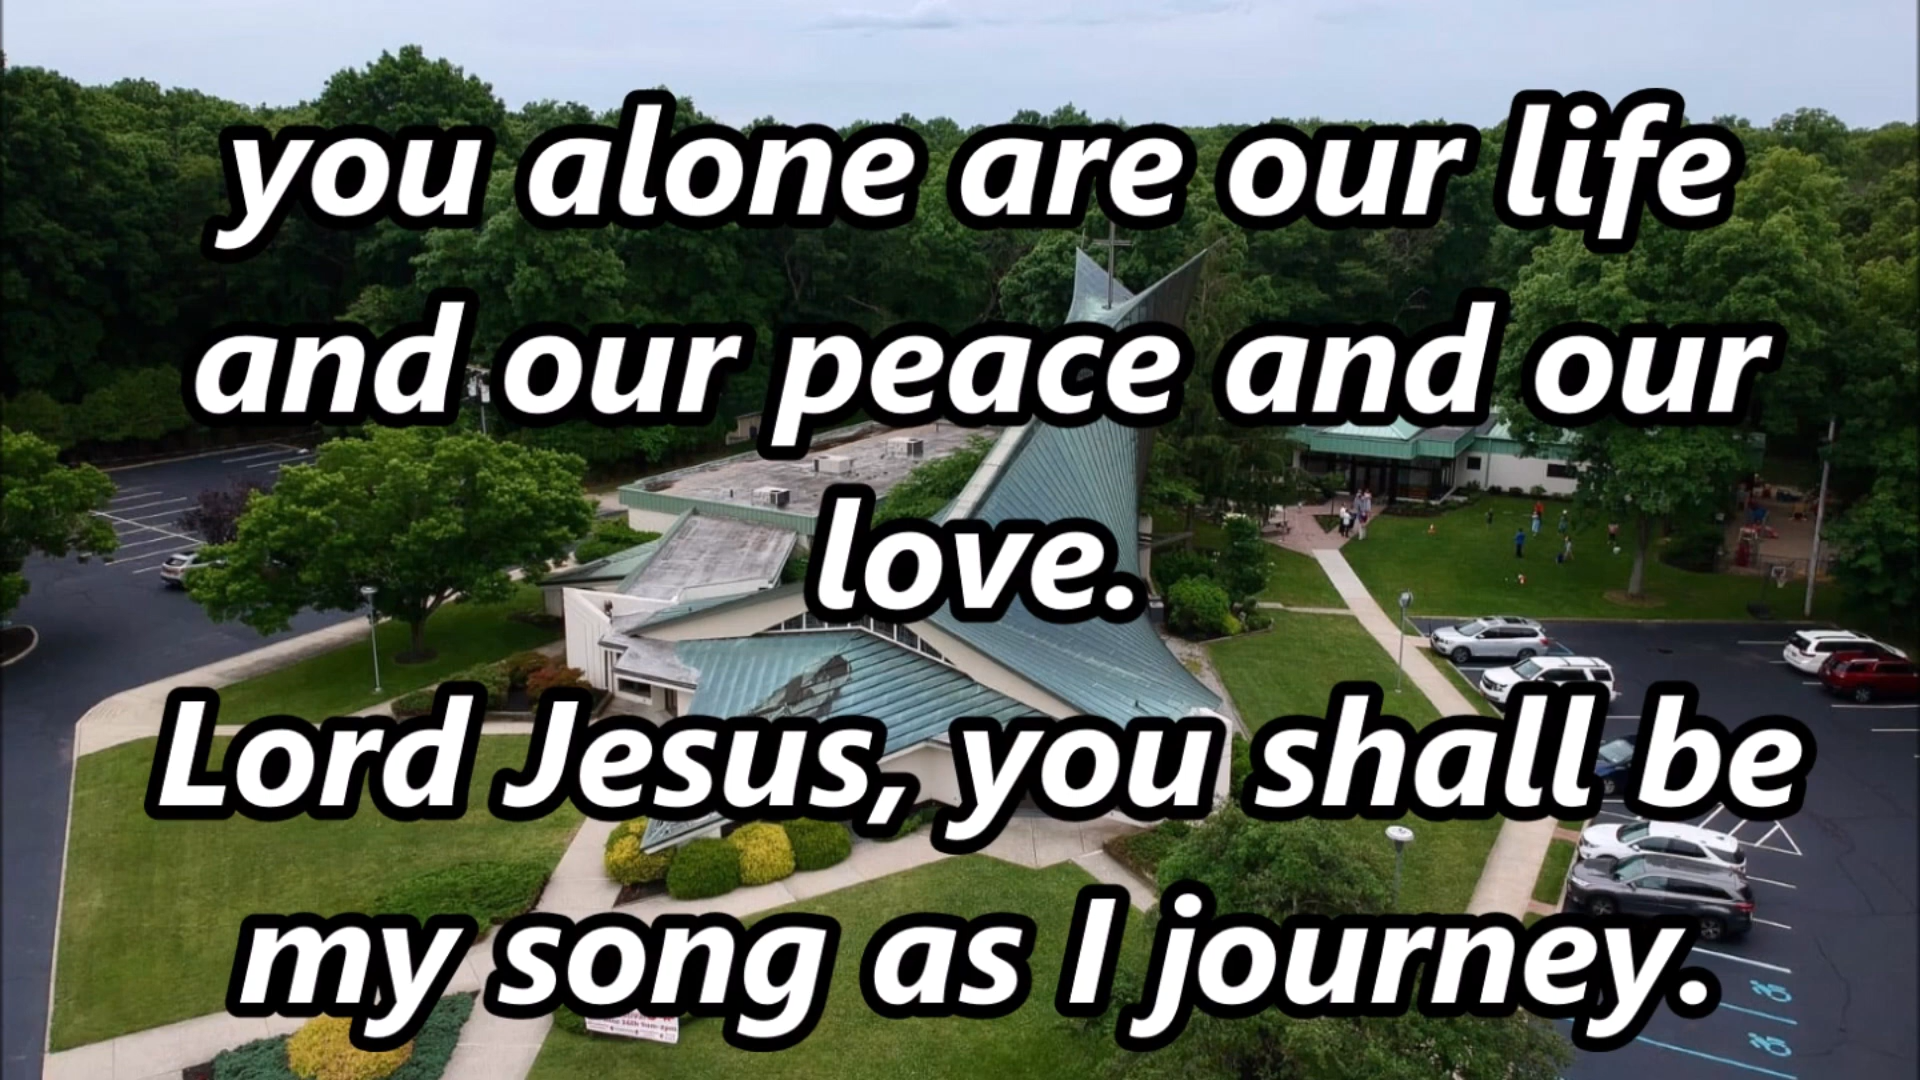 you alone are our life
and our peace and our
love.
Lord Jesus, you shall be
my song as I journey.